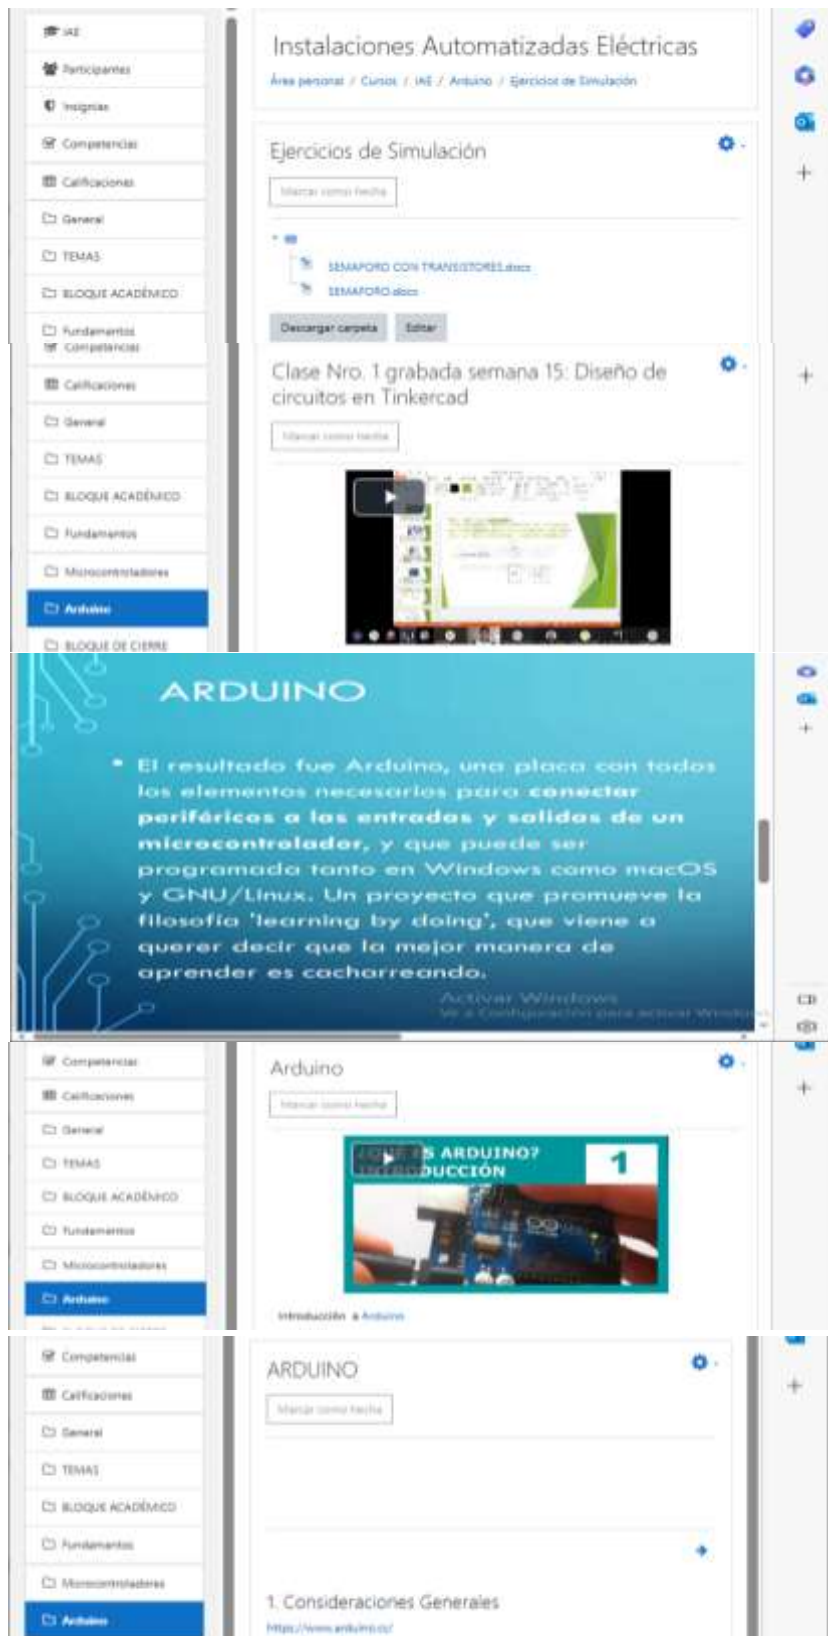 IAE
Participantes
Insignias
Competencias
Calificaciones
General
TEMAS
BLOQUE ACADÉMICO
Fundamentos
Instalaciones Automatizadas Eléctricas
Área personal / Cursos / IAE / Arduino / Ejercicios de Simulación
Ejercicios de Simulación
Marcar como hecha
SEMAFORO CON TRANSISTORES.docx
SEMAFORO.docx
Descargar carpeta
Editar
Competencias
Calificaciones
General
TEMAS
BLOQUE ACADÉMICO
Fundamentos
Microcontroladores
Arduino
BLOQUE DE CIERRE
Clase Nro. 1 grabada semana 15: Diseño de
circuitos en Tinkercad
Marcar como hecha
ARDUINO
• El resultado fue Arduino, una placa con todos
los elementos necesarios para conectar
periféricos a las entradas y salidas de un
microcontrolador, y que puede ser
programada tanto en Windows como macOS
y GNU/Linux. Un proyecto que promueve la
filosofía 'learning by doing', que viene a
querer decir que la mejor manera de
aprender es cacharreando.
Activar Windows
Ve a Configuración para activar Windows
Competencias
Calificaciones
General
TEMAS
BLOQUE ACADÉMICO
Fundamentos
Microcontroladores
Arduino
Arduino
Marcar como hecha
ES ARDUINO?
INTRODUCCIÓN
1
Introducción a Arduino
Competencias
Calificaciones
General
TEMAS
BLOQUE ACADÉMICO
Fundamentos
Microcontroladores
Arduino
ARDUINO
Marcar como hecha
1. Consideraciones Generales
https://www.arduino.cc/